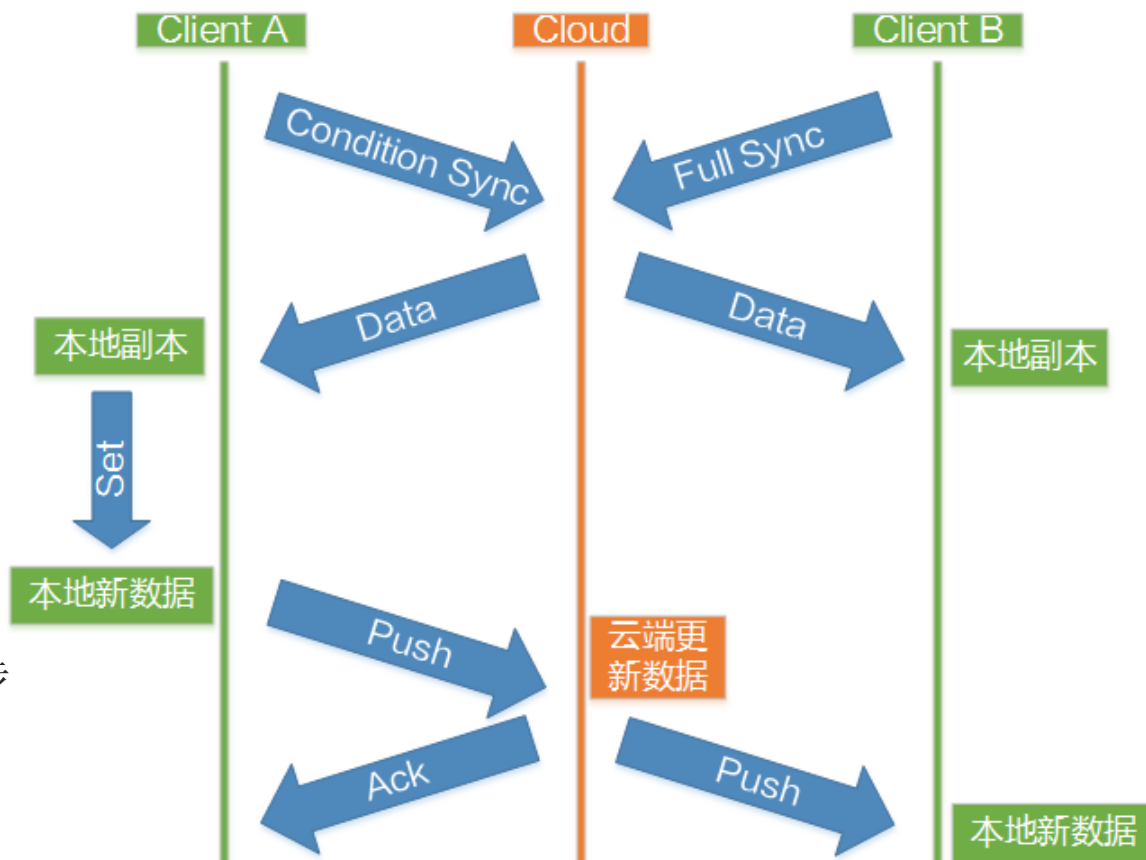 Client A
Cloud
Client B
Condition Sync
Full Sync
Data
Data
本地副本
本地副本
Set
本地新数据
Push
云端更
新数据
步
Ack
Push
本地新数据